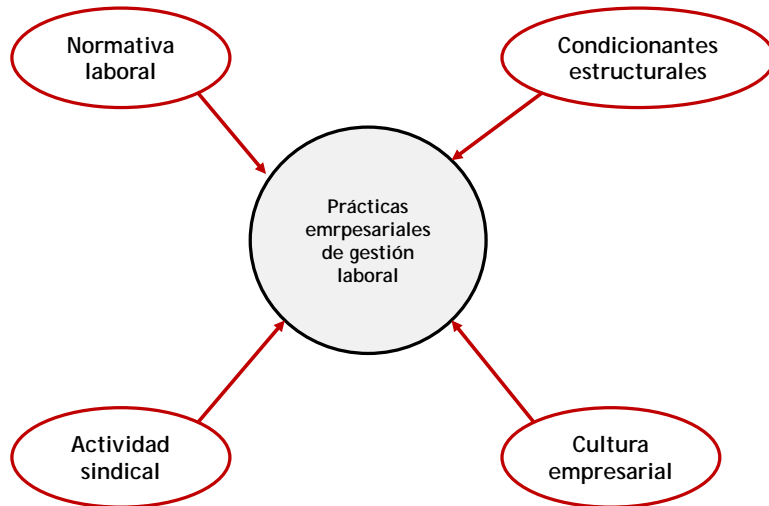 Normativa
laboral
Condicionantes
estructurales
Prácticas
emrpesariales
de gestión
laboral
Actividad
sindical
Cultura
empresarial